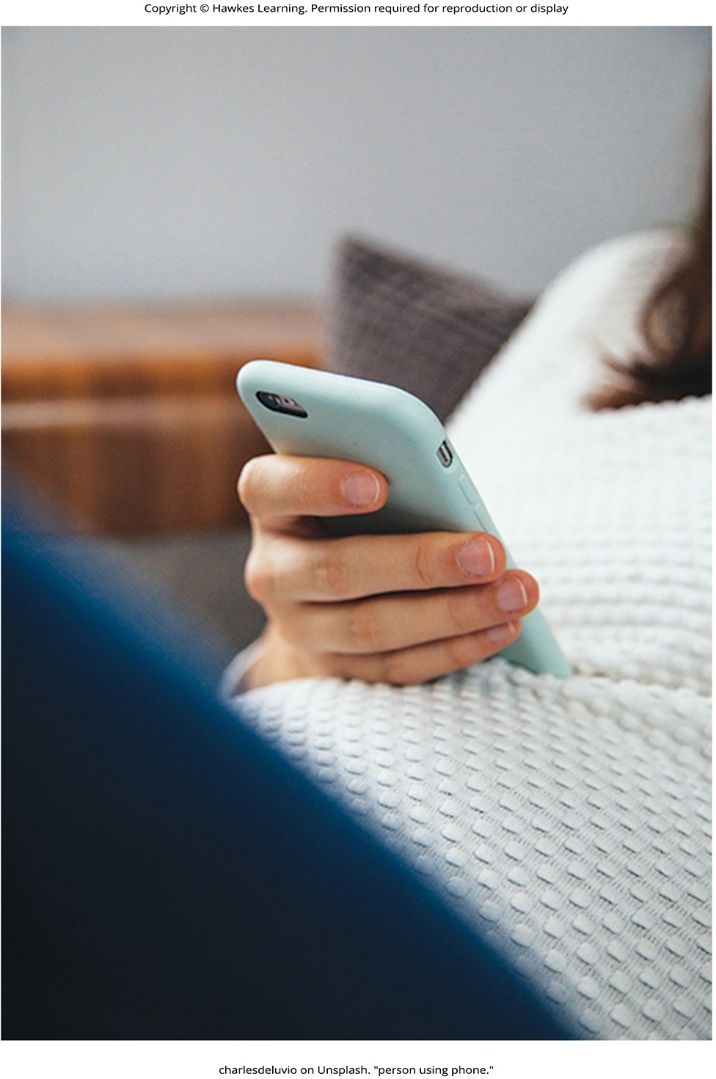 Copyright © Hawkes Learning. Permission required for reproduction or display
charlesdeluvio on Unsplash. "person using phone."